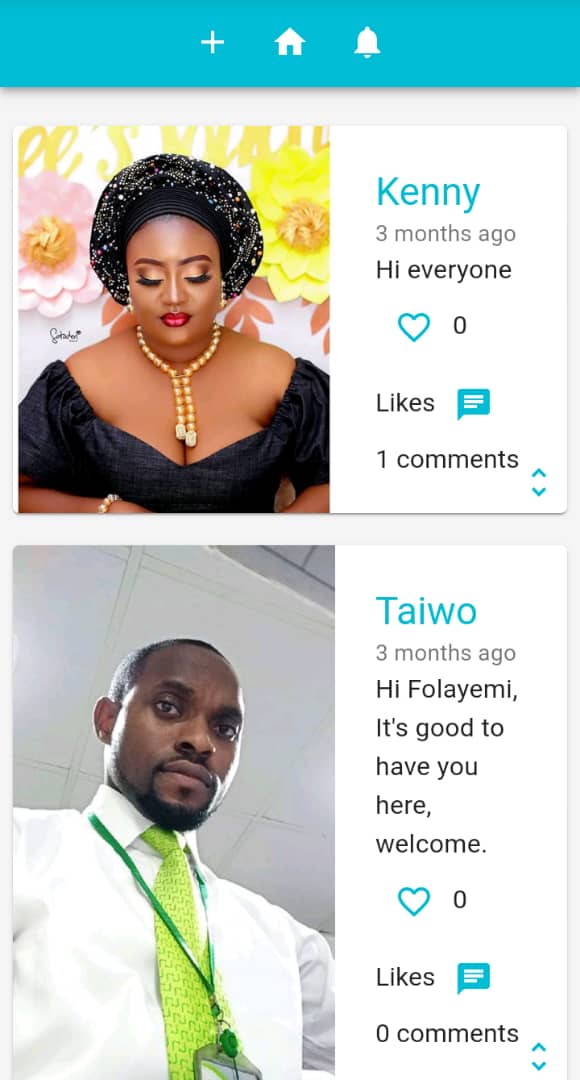 Kenny
3 months ago
Hi everyone
0
Likes
1 comments
Taiwo
3 months ago
Hi Folayemi,
It's good to
have you
here,
welcome.
0
Likes
0 comments